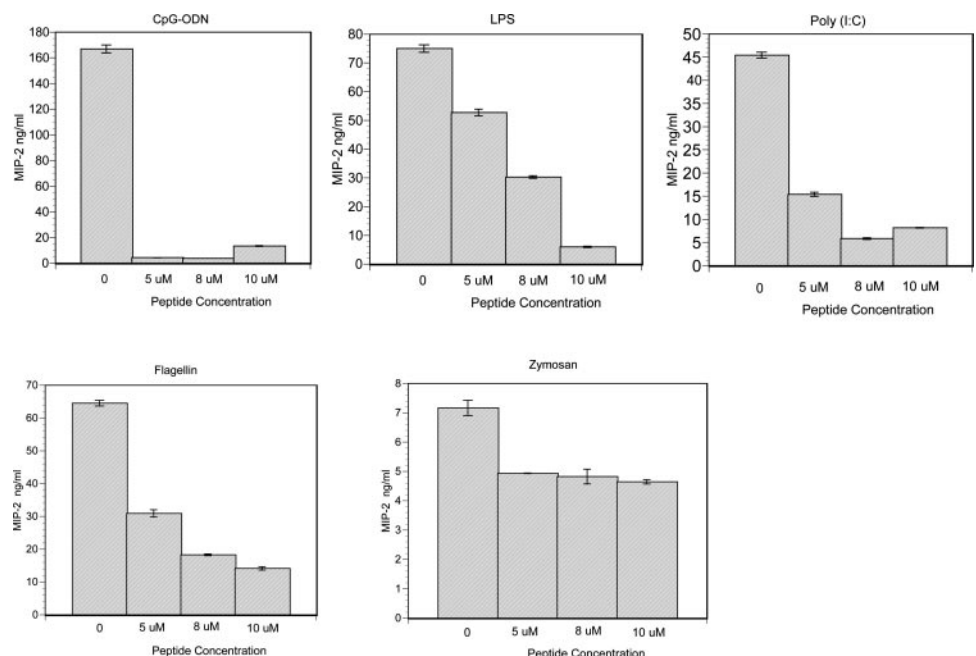 CpG-ODN
180
160
140
120
100
80
60
40
20
0
MIP-2 ng/ml
0 5 uM 8 uM 10 uM
Peptide Concentration
LPS
80
70
60
50
40
30
20
10
0
MIP-2 ng/ml
0 5 uM 8 uM 10 uM
Peptide Concentration
Poly (I:C)
50
45
40
35
30
25
20
15
10
5
0
MIP-2 ng/ml
0 5 uM 8 uM 10 uM
Peptide Concentration
Flagellin
70
60
50
40
30
20
10
0
MIP-2 ng/ml
0 5 uM 8 uM 10 uM
Peptide Concentration
Zymosan
8
7
6
5
4
3
2
1
0
MIP-2 ng/ml
0 5 uM 8 uM 10 uM
Peptide Concentration